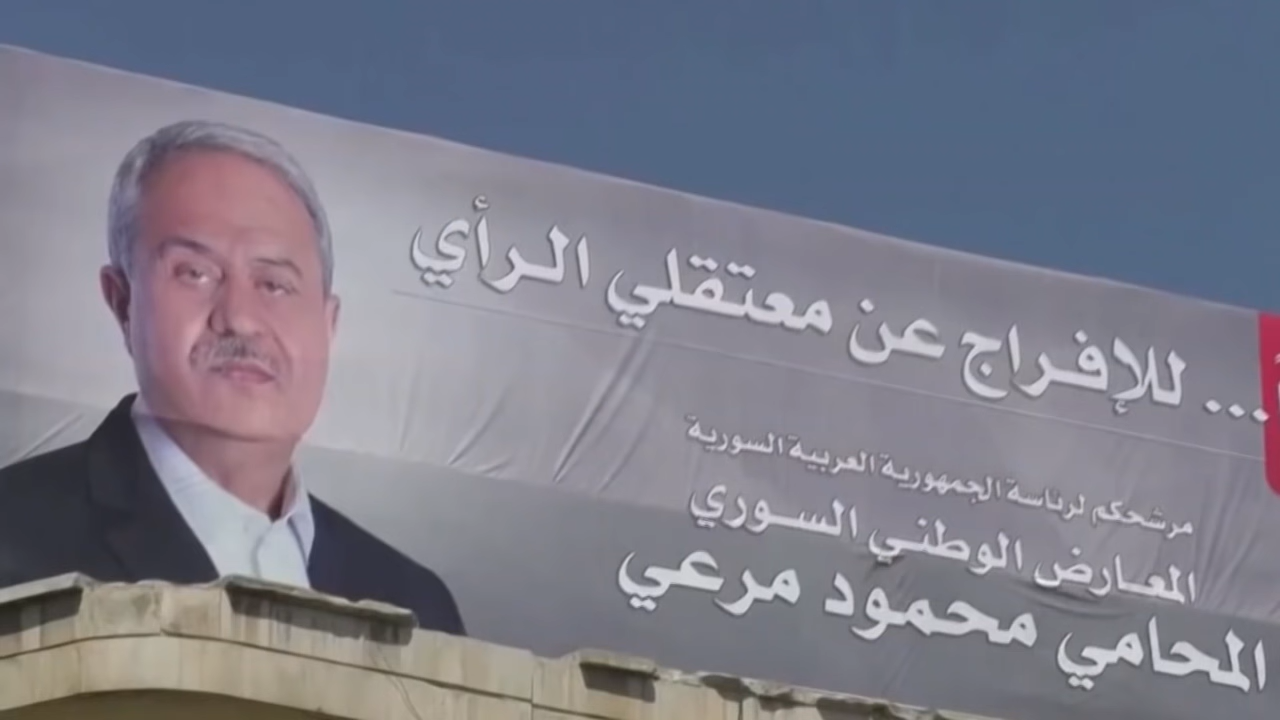 ... للإفراج عن معتقلي الرأي
مرشحكم لرئاسة الجمهورية العربية السورية
المعارض الوطني السوري
المحامي محمود مرعي